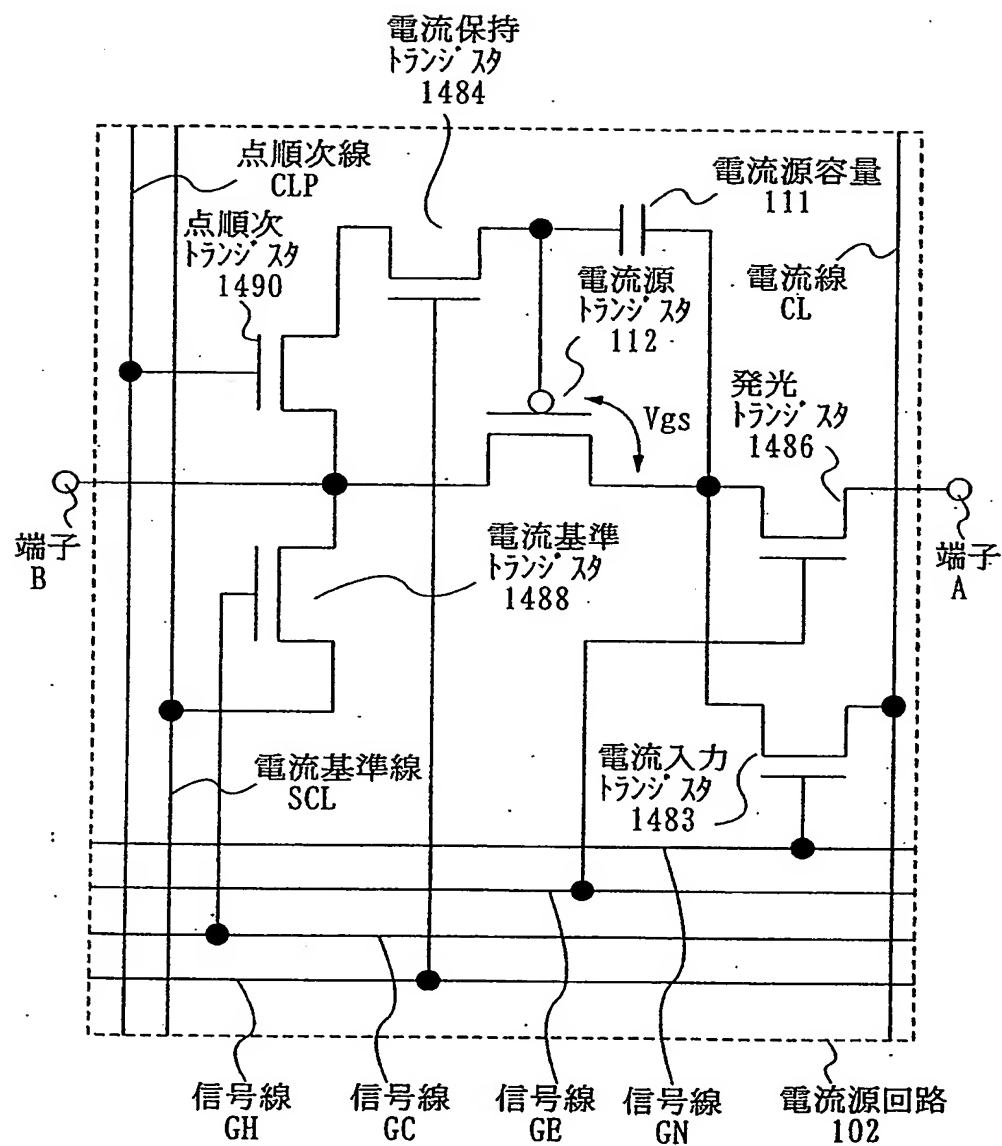 電流保持
トランジスタ
1484
点順次線
CLP
電流源容量
111
点順次
トランジスタ
1490
電流源
トランジスタ
112
電流線
CL
Vgs
発光
トランジスタ
1486
端子
B
電流基準
トランジスタ
1488
端子
A
電流基準線
SCL
電流入力
トランジスタ
1483
信号線
GH
信号線
GC
信号線
GE
信号線
GN
電流源回路
102